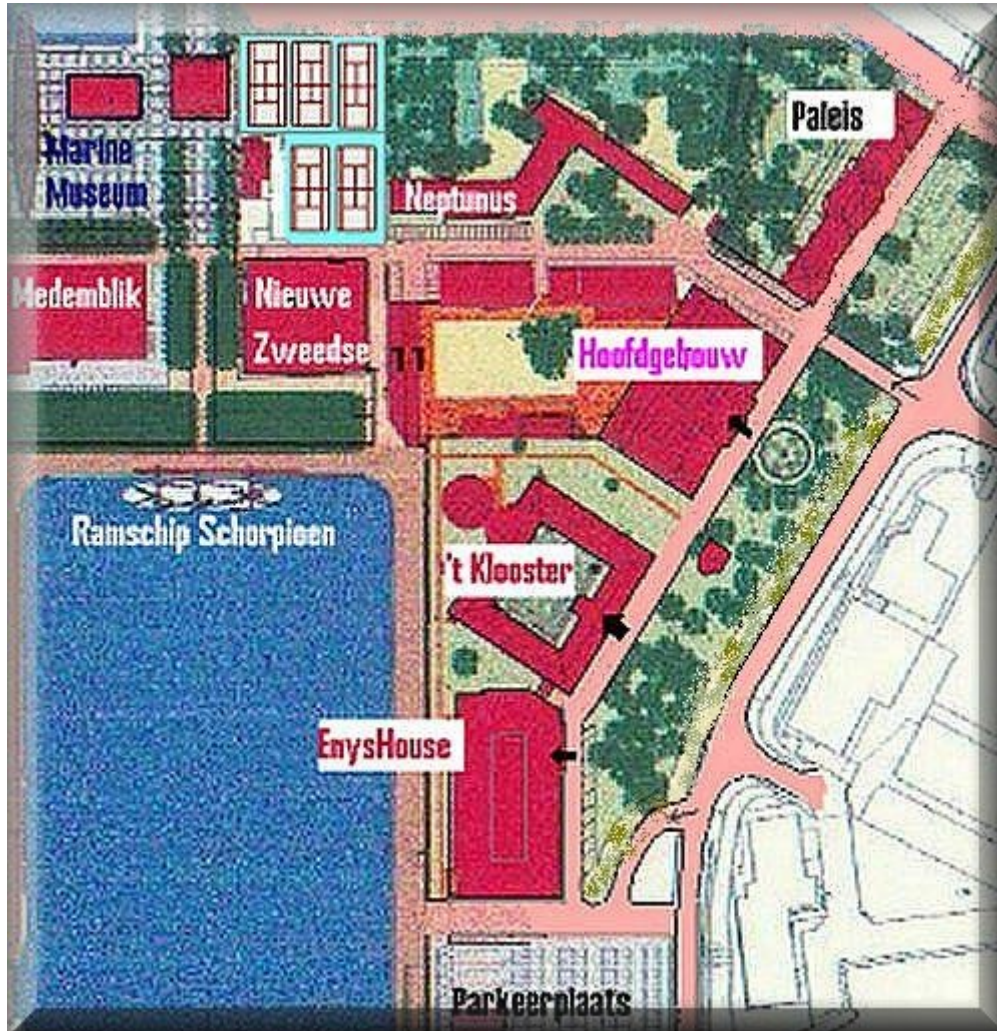 Paleis
Marine
Museum
Neptunus
Medemblik
Nieuwe
Zweedse
Hoofdgebouw
Ramschip Schorpioen
't Klooster
EnysHouse
Parkeerplaats